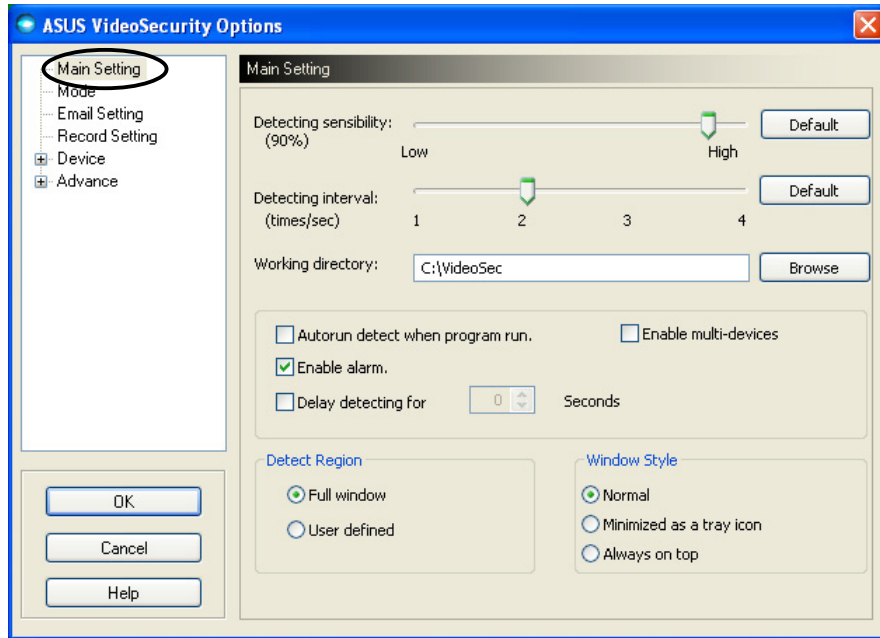 ASUS VideoSecurity Options
Main Setting
Mode
Email Setting
Record Setting
Device
Advance
OK
Cancel
Help
Main Setting
Detecting sensibility:
(90%)
Low
High
Default
Detecting interval:
(times/sec)
1 2 3 4
Default
Working directory:
C:\VideoSec
Browse
Autorun detect when program run.
Enable multi-devices
Enable alarm.
Delay detecting for 0 Seconds
Detect Region
Full window
User defined
Window Style
Normal
Minimized as a tray icon
Always on top